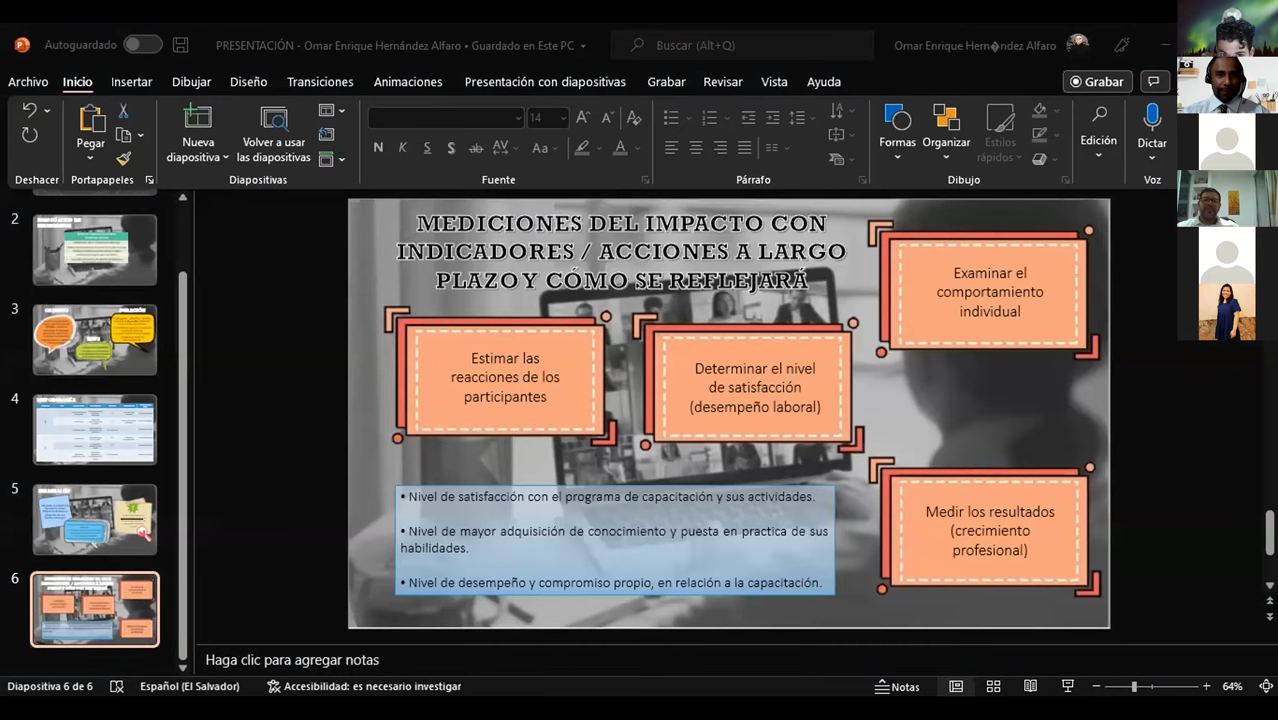 Autoguardado
PRESENTACIÓN - Omar Enrique Hernández Alfaro • Guardado en Este PC
Buscar (Alt+Q)
Omar Enrique Hern�ndez Alfaro
Archivo Inicio Insertar Dibujar Diseño Transiciones Animaciones Presentación con diapositivas Grabar Revisar Vista Ayuda
Grabar
Deshacer
Pegar
Portapapeles
Nueva
diapositiva
Volver a usar
las diapositivas
Diapositivas
14
N K S S ab AV Aa A
Fuente
Párrafo
Formas
Organizar
Estilos
rápidos
Dibujo
Edición
Dictar
Voz
2
3
4
5
6
MEDICIONES DEL IMPACTO CON
INDICADORES / ACCIONES A LARGO
PLAZO Y CÓMO SE REFLEJARÁ
Estimar las
reacciones de los
participantes
Determinar el nivel
de satisfacción
(desempeño laboral)
Examinar el
comportamiento
individual
Medir los resultados
(crecimiento
profesional)
• Nivel de satisfacción con el programa de capacitación y sus actividades.
• Nivel de mayor adquisición de conocimiento y puesta en practica de sus
habilidades.
• Nivel de desempeño y compromiso propio, en relación a la capacitación.
Haga clic para agregar notas
Diapositiva 6 de 6
Español (El Salvador)
Accesibilidad: es necesario investigar
Notas
64%